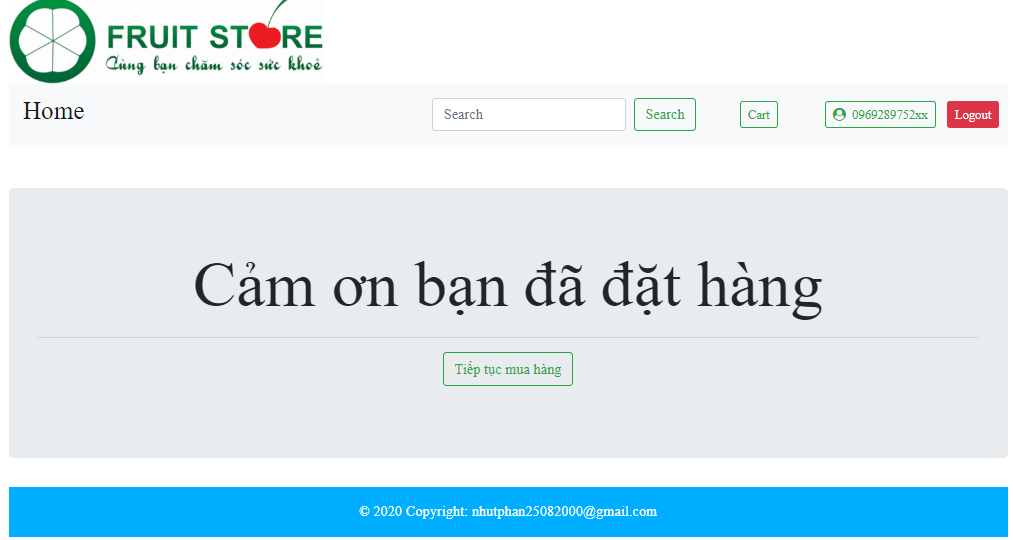 FRUIT STORE
Cùng bạn chăm sóc sức khoẻ
Home
Search
Search
Cart
0969289752xx
Logout
Cảm ơn bạn đã đặt hàng
Tiếp tục mua hàng
© 2020 Copyright: nhutphan25082000@gmail.com